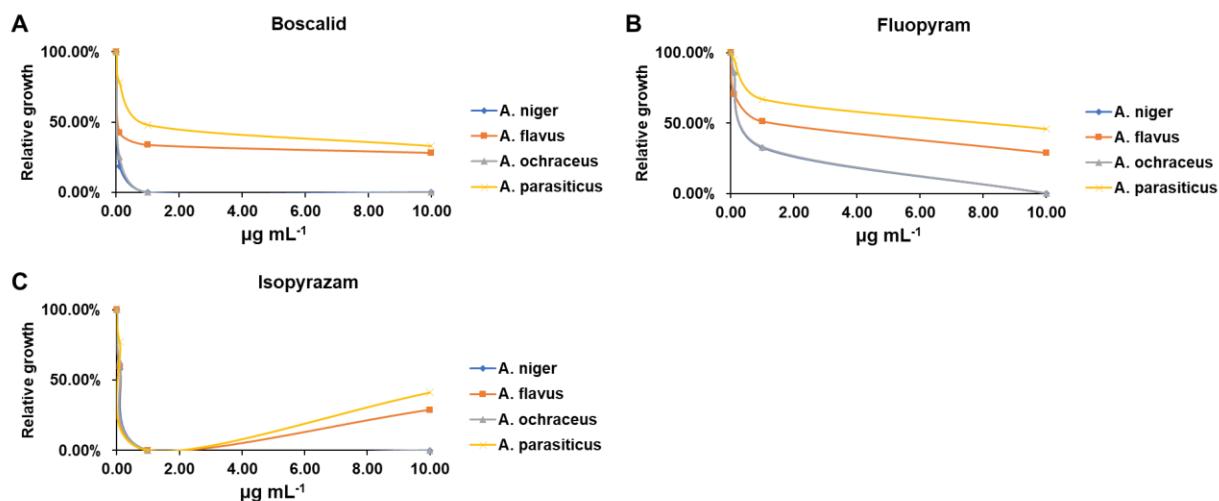 A
Boscalid
Relative growth
100.00%
50.00%
0.00%
0.00 2.00 4.00 6.00 8.00 10.00
µg mL⁻¹
A. niger
A. flavus
A. ochraceus
A. parasiticus
B
Fluopyram
Relative growth
100.00%
50.00%
0.00%
0.00 2.00 4.00 6.00 8.00 10.00
µg mL⁻¹
A. niger
A. flavus
A. ochraceus
A. parasiticus
C
Isopyrazam
Relative growth
100.00%
50.00%
0.00%
0.00 2.00 4.00 6.00 8.00 10.00
µg mL⁻¹
A. niger
A. flavus
A. ochraceus
A. parasiticus